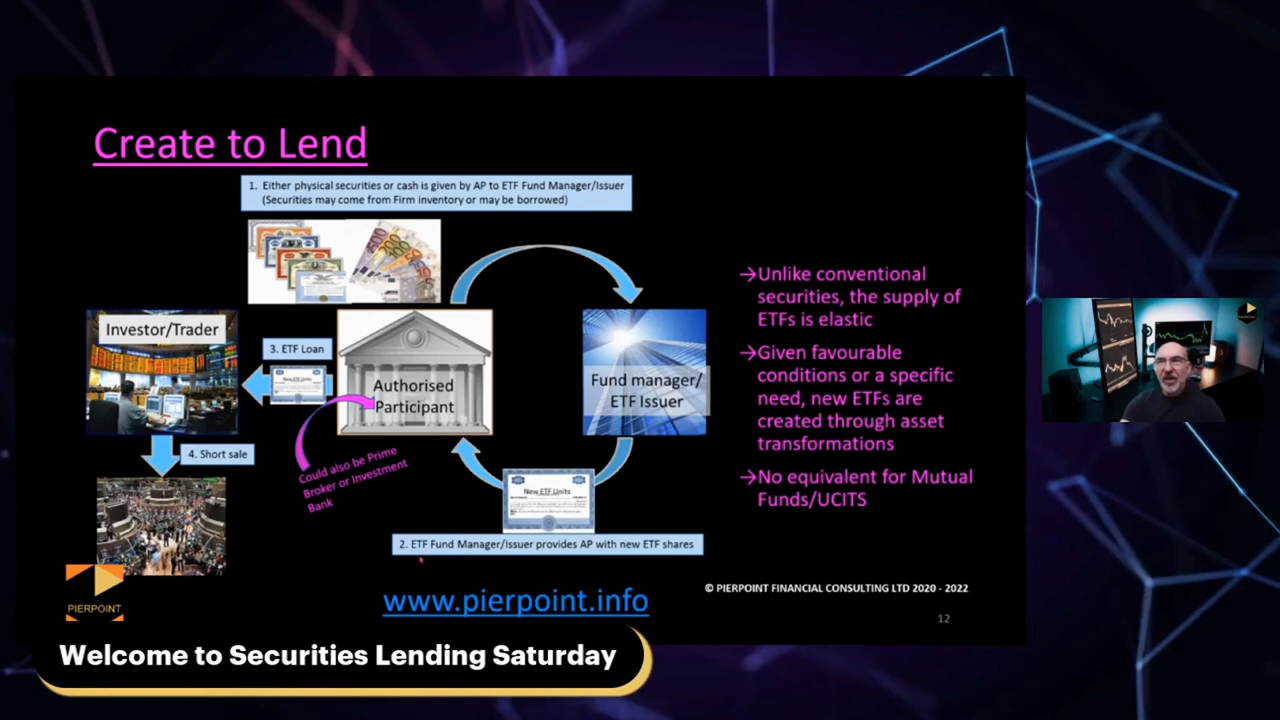 Create to Lend
1. Either physical securities or cash is given by AP to ETF Fund Manager/Issuer
(Securities may come from Firm inventory or may be borrowed)
Investor/Trader
3. ETF Loan
New ETF Units
Authorised
Participant
Fund manager/
ETF Issuer
4. Short sale
Could also be Prime
Broker or Investment
Bank
New ETF Units
2. ETF Fund Manager/Issuer provides AP with new ETF shares
→Unlike conventional
securities, the supply of
ETFs is elastic
→Given favourable
conditions or a specific
need, new ETFs are
created through asset
transformations
→No equivalent for Mutual
Funds/UCITS
PIERPOINT
www.pierpoint.info
© PIERPOINT FINANCIAL CONSULTING LTD 2020 - 2022
12
Welcome to Securities Lending Saturday